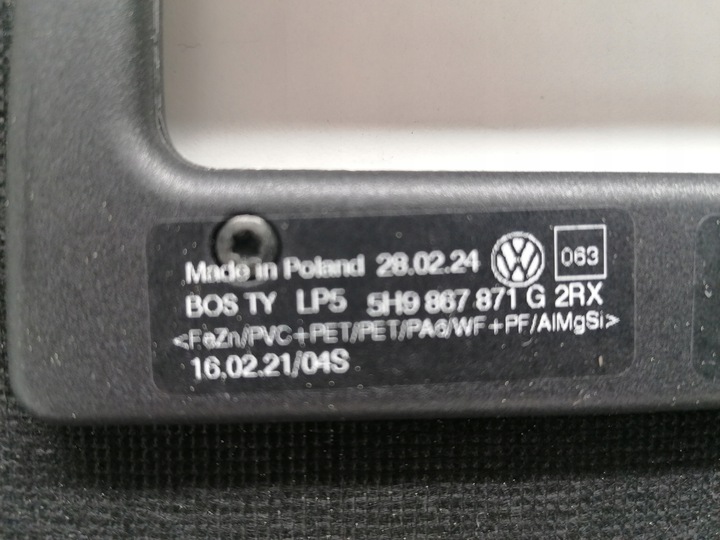 Made in Poland 28.02.24 VW 063
BOS TY LP5 5H9 867 871 G 2RX
<FeZn/PVC+PET/PET/PA6/WF+PF/AlMgSi>
16.02.21/04S